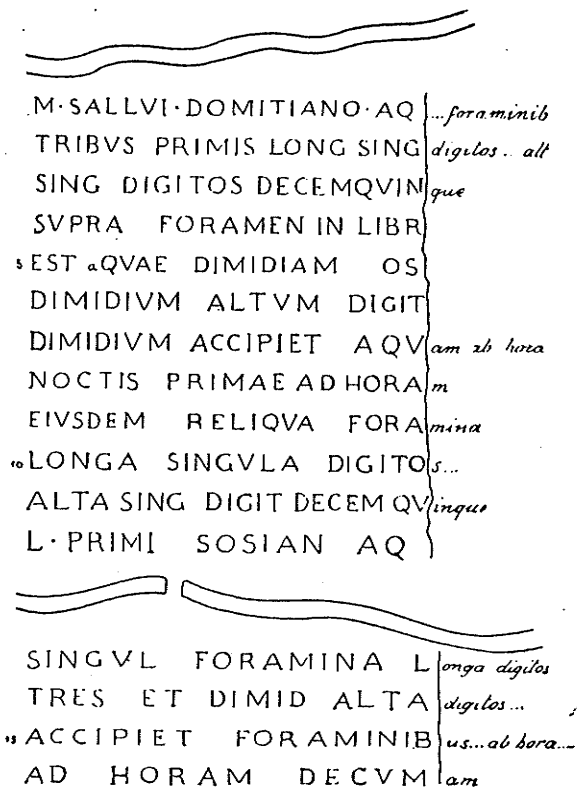 M·SALLVI·DOMITIANO·AQ ...foraminib
TRIBVS PRIMIS LONG SING digitos.. alt
SING DIGITOS DECEMQVIN que
SVPRA FORAMEN IN LIBR
5 EST aQVAE DIMIDIAM OS
DIMIDIVM ALTVM DIGIT
DIMIDIVM ACCIPIET AQV am ab hora
NOCTIS PRIMAE AD HORA m
EIVSDEM RELIQVA FORA mina
10 LONGA SINGVLA DIGITO s...
ALTA SING DIGIT DECEM QV inque
L·PRIMI SOSIAN AQ
SINGVL FORAMINA L onga digitos
TRES ET DIMID ALTA digitos...
15 ACCIPIET FORAMINIB us...ab hora...
AD HORAM DECVM am